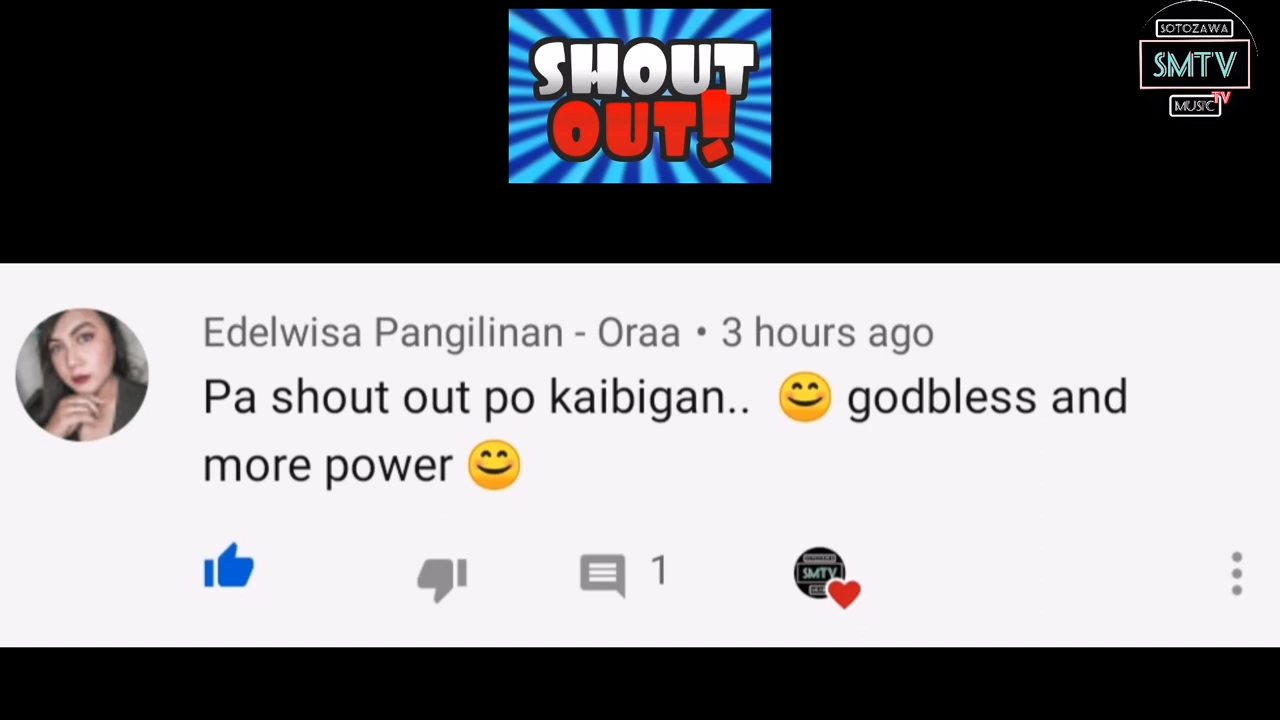 SHOUT
OUT!
SOTOZAWA
SMTV
MUSIC TV
Edelwisa Pangilinan - Oraa • 3 hours ago
Pa shout out po kaibigan.. 😊 godbless and
more power 😊
1
SMTV